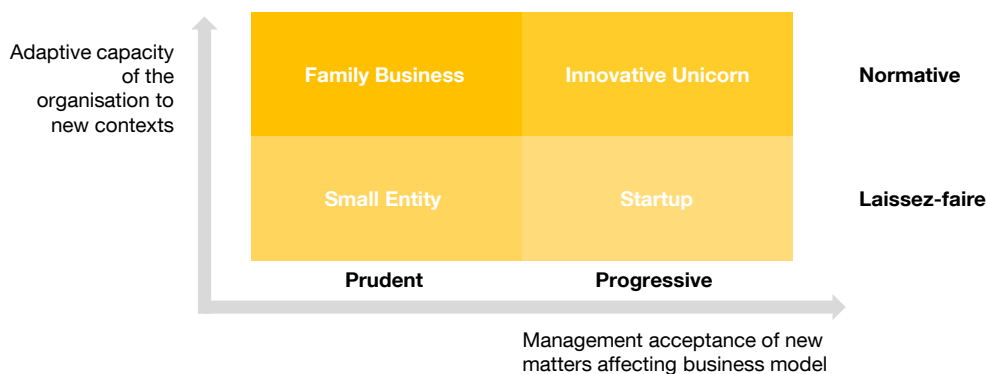 Adaptive capacity
of the
organisation to
new contexts
Family Business
Innovative Unicorn
Normative
Small Entity
Startup
Laissez-faire
Prudent
Progressive
Management acceptance of new
matters affecting business model